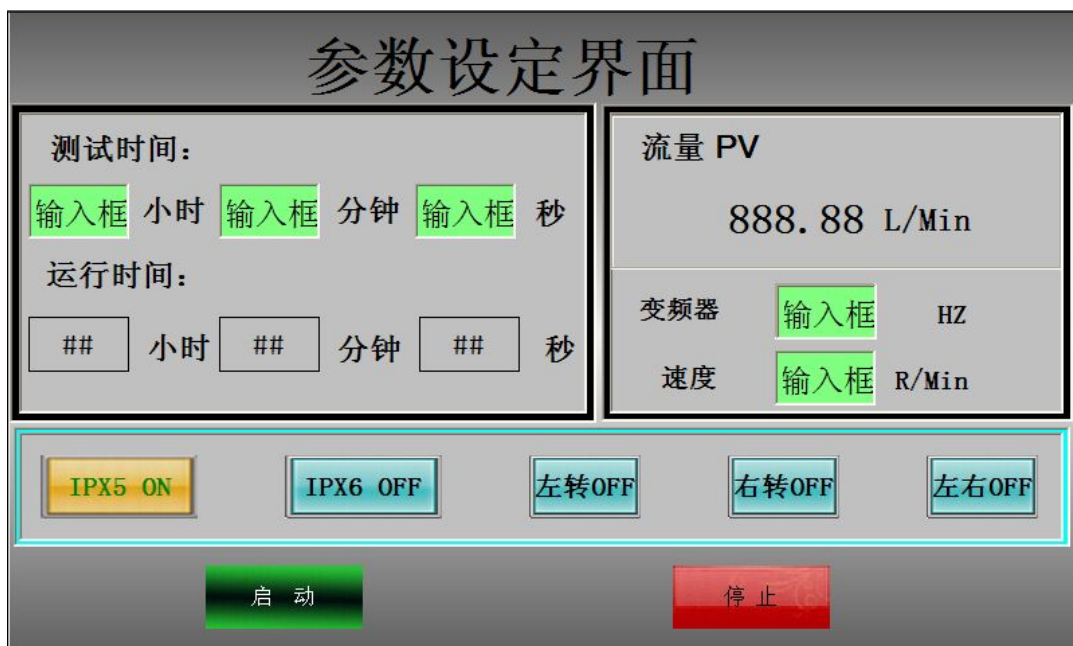 参数设定界面
测试时间：
输入框 小时 输入框 分钟 输入框 秒
运行时间：
## 小时 ## 分钟 ## 秒
流量 PV
888.88 L/Min
变频器 输入框 HZ
速度 输入框 R/Min
IPX5 ON IPX6 OFF 左转OFF 右转OFF 左右OFF
启 动 停 止